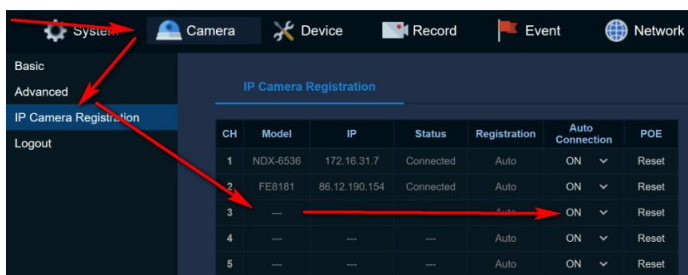 System Camera Device Record Event Network
Basic
Advanced
IP Camera Registration
Logout
IP Camera Registration
CH Model IP Status Registration Auto Connection POE
1 NDX-6536 172.16.31.7 Connected Auto ON Reset
2 FE8181 86.12.190.154 Connected Auto ON Reset
3 --- Auto ON Reset
4 --- --- --- Auto ON Reset
5 --- --- --- Auto ON Reset